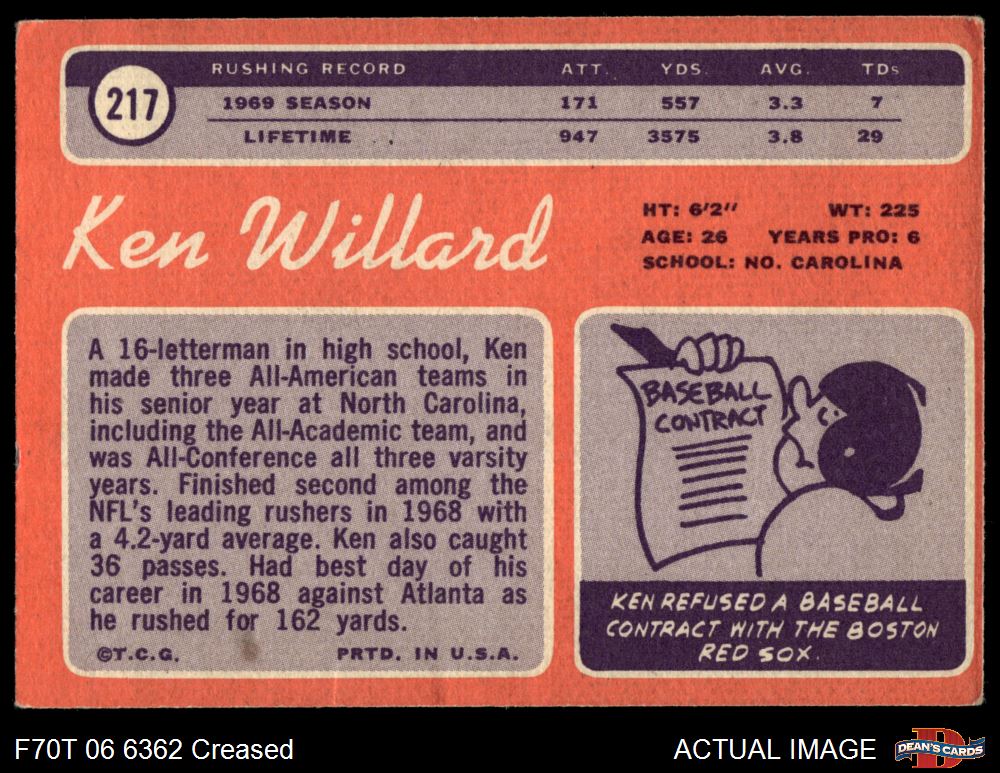 217
RUSHING RECORD ATT. YDS. AVG. TDs
1969 SEASON 171 557 3.3 7
LIFETIME 947 3575 3.8 29
Ken Willard
HT: 6'2" WT: 225
AGE: 26 YEARS PRO: 6
SCHOOL: NO. CAROLINA
A 16-letterman in high school, Ken
made three All-American teams in
his senior year at North Carolina,
including the All-Academic team, and
was All-Conference all three varsity
years. Finished second among the
NFL's leading rushers in 1968 with
a 4.2-yard average. Ken also caught
36 passes. Had best day of his
career in 1968 against Atlanta as
he rushed for 162 yards.
©T.C.G. PRTD. IN U.S.A.
BASEBALL
CONTRACT
KEN REFUSED A BASEBALL
CONTRACT WITH THE BOSTON
RED SOX.
F70T 06 6362 Creased
ACTUAL IMAGE
DEAN'S CARDS